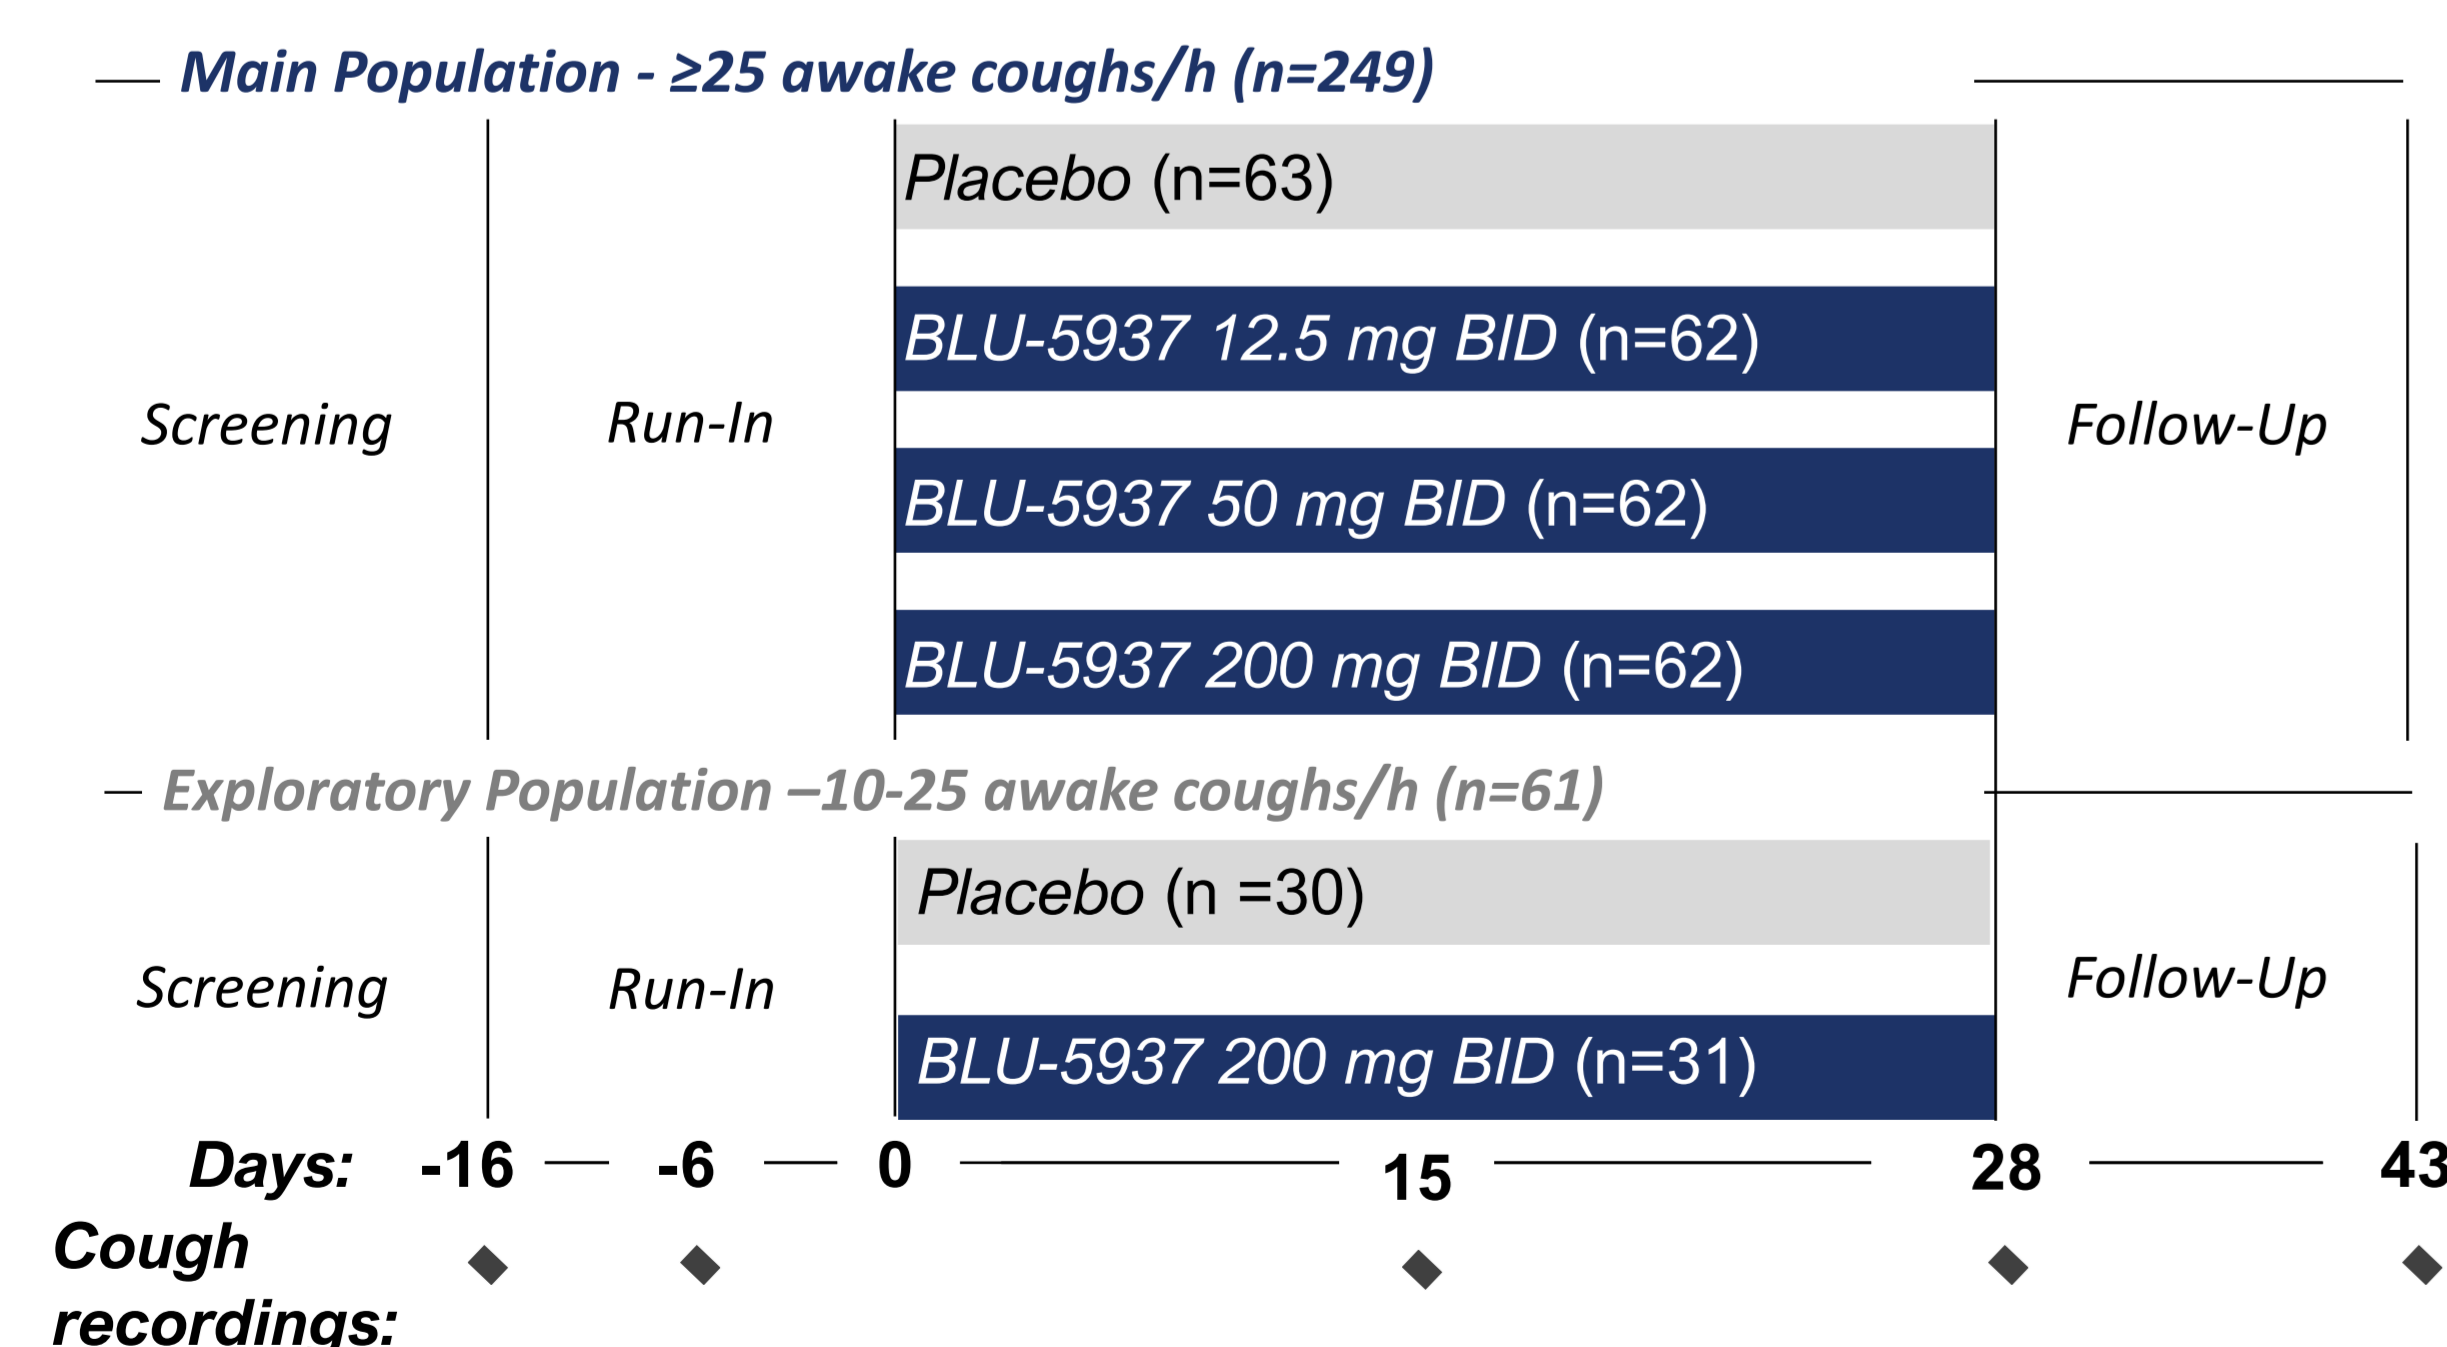 Main Population - ≥25 awake coughs/h (n=249)
Placebo (n=63)
BLU-5937 12.5 mg BID (n=62)
Screening
Run-In
Follow-Up
BLU-5937 50 mg BID (n=62)
BLU-5937 200 mg BID (n=62)
Exploratory Population –10-25 awake coughs/h (n=61)
Placebo (n =30)
Screening
Run-In
Follow-Up
BLU-5937 200 mg BID (n=31)
Days: -16 -6 0 15 28 43
Cough
recordings: